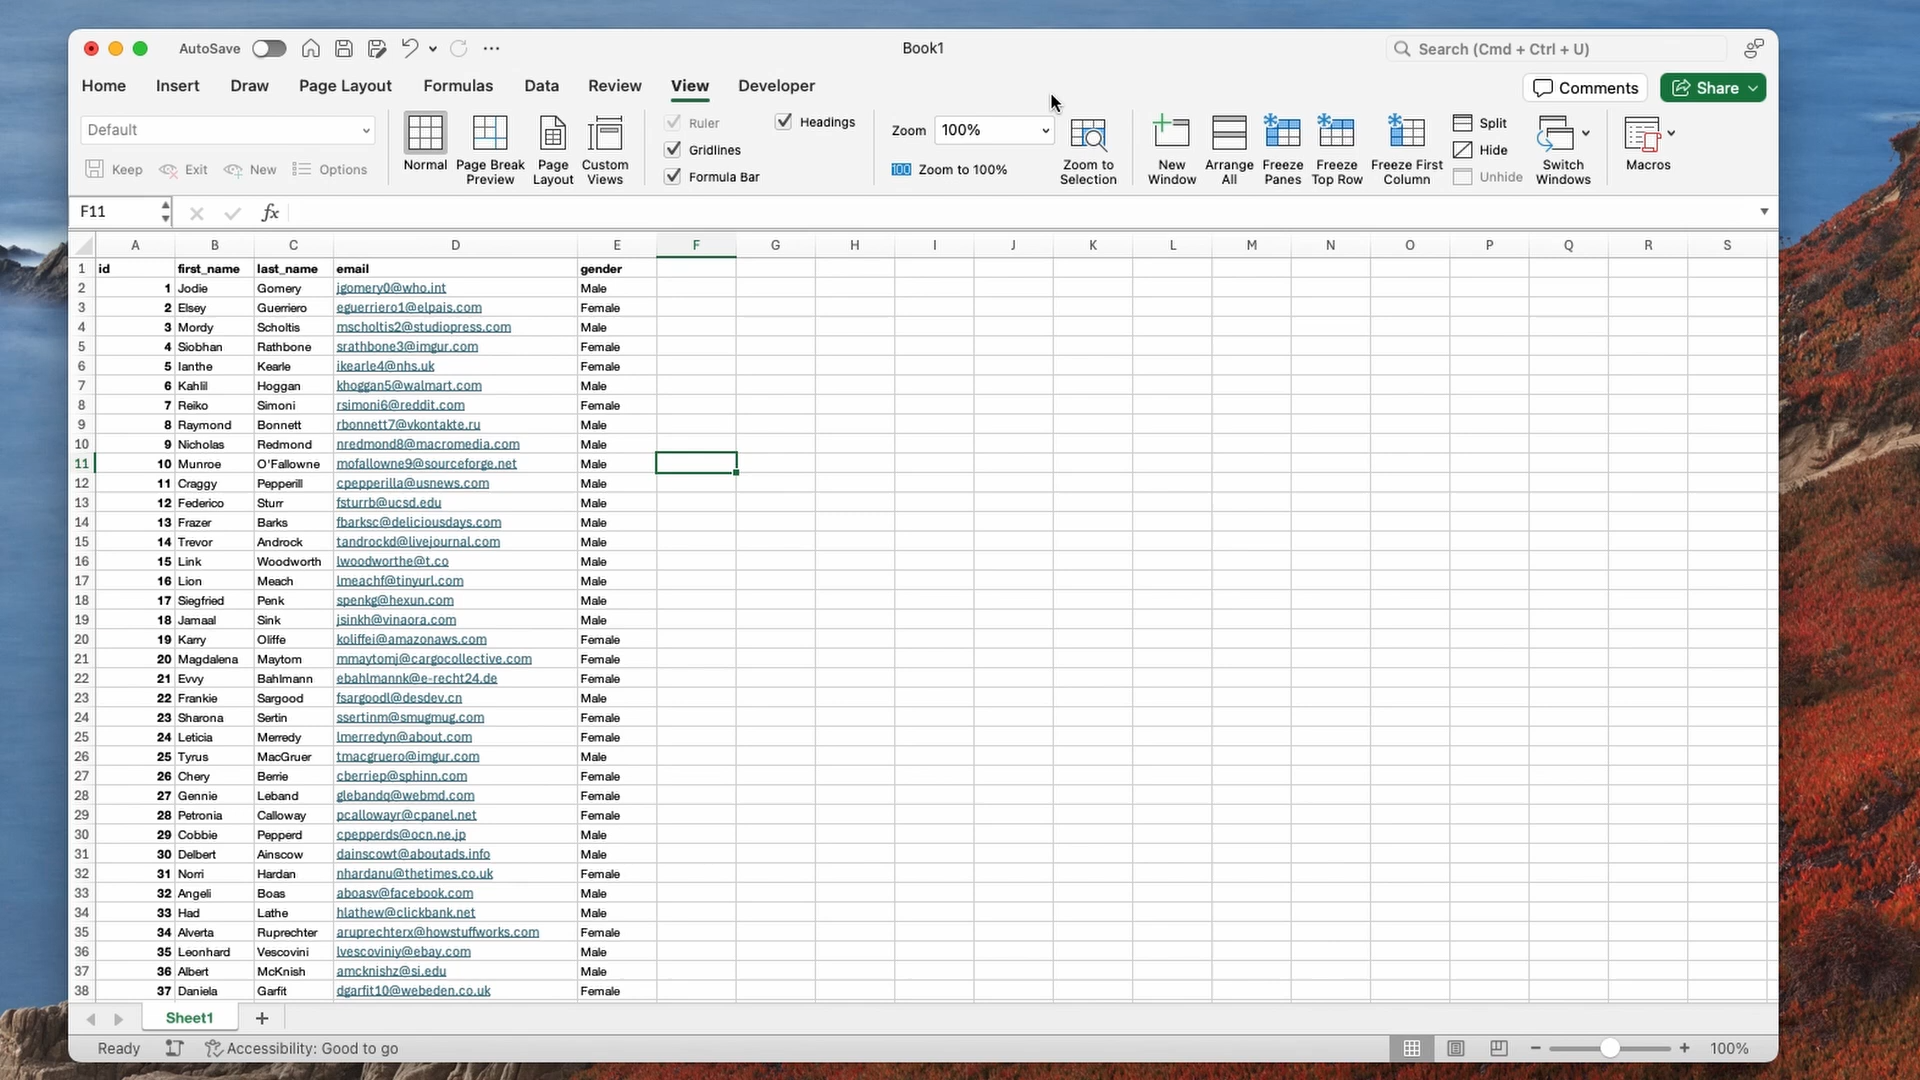 AutoSave
Book1
Search (Cmd + Ctrl + U)
Home Insert Draw Page Layout Formulas Data Review View Developer
Comments Share
Default
Keep Exit New Options
Normal
Page Break Preview
Page Layout
Custom Views
Ruler
Gridlines
Formula Bar
Headings
Zoom 100%
100 Zoom to 100%
Zoom to Selection
New Window
Arrange All
Freeze Panes
Freeze Top Row
Freeze First Column
Split
Hide
Unhide
Switch Windows
Macros
F11 fx
A B C D E F G H I J K L M N O P Q R S
1 id first_name last_name email gender
2 1 Jodie Gomery jgomery0@who.int Male
3 2 Elsey Guerriero eguerriero1@elpais.com Female
4 3 Mordy Scholtis mscholtis2@studiopress.com Male
5 4 Siobhan Rathbone srathbone3@imgur.com Female
6 5 Ianthe Kearle ikearle4@nhs.uk Female
7 6 Kahlil Hoggan khoggan5@walmart.com Male
8 7 Reiko Simoni rsimoni6@reddit.com Female
9 8 Raymond Bonnett rbonnett7@vkontakte.ru Male
10 9 Nicholas Redmond nredmond8@macromedia.com Male
11 10 Munroe O'Fallowne mofallowne9@sourceforge.net Male
12 11 Craggy Pepperill cpepperilla@usnews.com Male
13 12 Federico Sturr fsturrb@ucsd.edu Male
14 13 Frazer Barks fbarksc@deliciousdays.com Male
15 14 Trevor Androck tandrockd@livejournal.com Male
16 15 Link Woodworth lwoodworthe@t.co Male
17 16 Lion Meach lmeachf@tinyurl.com Male
18 17 Siegfried Penk spenkg@hexun.com Male
19 18 Jamaal Sink jsinkh@vinaora.com Male
20 19 Karry Oliffe koliffei@amazonaws.com Female
21 20 Magdalena Maytom mmaytomj@cargocollective.com Female
22 21 Evvy Bahlmann ebahlmannk@e-recht24.de Female
23 22 Frankie Sargood fsargoodl@desdev.cn Male
24 23 Sharona Sertin ssertinm@smugmug.com Female
25 24 Leticia Merredy lmerredyn@about.com Female
26 25 Tyrus MacGruer tmacgruero@imgur.com Male
27 26 Chery Berrie cberriep@sphinn.com Female
28 27 Gennie Leband glebandq@webmd.com Female
29 28 Petronia Calloway pcallowayr@cpanel.net Female
30 29 Cobbie Pepperd cpepperds@ocn.ne.jp Male
31 30 Delbert Ainscow dainscowt@aboutads.info Male
32 31 Norri Hardan nhardanu@thetimes.co.uk Female
33 32 Angeli Boas aboasv@facebook.com Male
34 33 Had Lathe hlathew@clickbank.net Male
35 34 Alverta Ruprechter aruprechterx@howstuffworks.com Female
36 35 Leonhard Vescovini lvescoviniy@ebay.com Male
37 36 Albert McKnish amcknishz@si.edu Male
38 37 Daniela Garfit dgarfit10@webeden.co.uk Female
Sheet1
Ready Accessibility: Good to go 100%